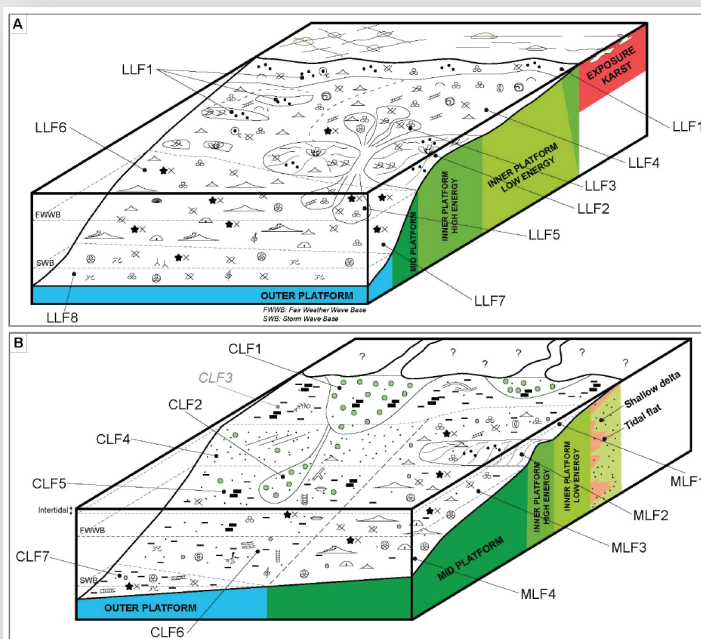 A
LLF1
LLF6
EXPOSURE
KARST
LLF1
LLF4
LLF3
LLF2
LLF5
LLF7
INNER PLATFORM
LOW ENERGY
INNER PLATFORM
HIGH ENERGY
MID PLATFORM
FWWB
SWB
OUTER PLATFORM
LLF8
FWWB: Fair Weather Wave Base
SWB: Storm Wave Base
B
CLF1
CLF3
CLF2
CLF4
CLF5
Intertidal
FWWB
CLF7
SWB
OUTER PLATFORM
CLF6
? ? ? ?
Shallow delta
Tidal flat
MLF1
MLF2
MLF3
MLF4
INNER PLATFORM
LOW ENERGY
INNER PLATFORM
HIGH ENERGY
MID PLATFORM